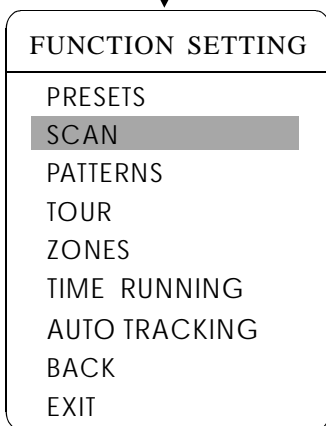 FUNCTION SETTING
PRESETS
SCAN
PATTERNS
TOUR
ZONES
TIME RUNNING
AUTO TRACKING
BACK
EXIT